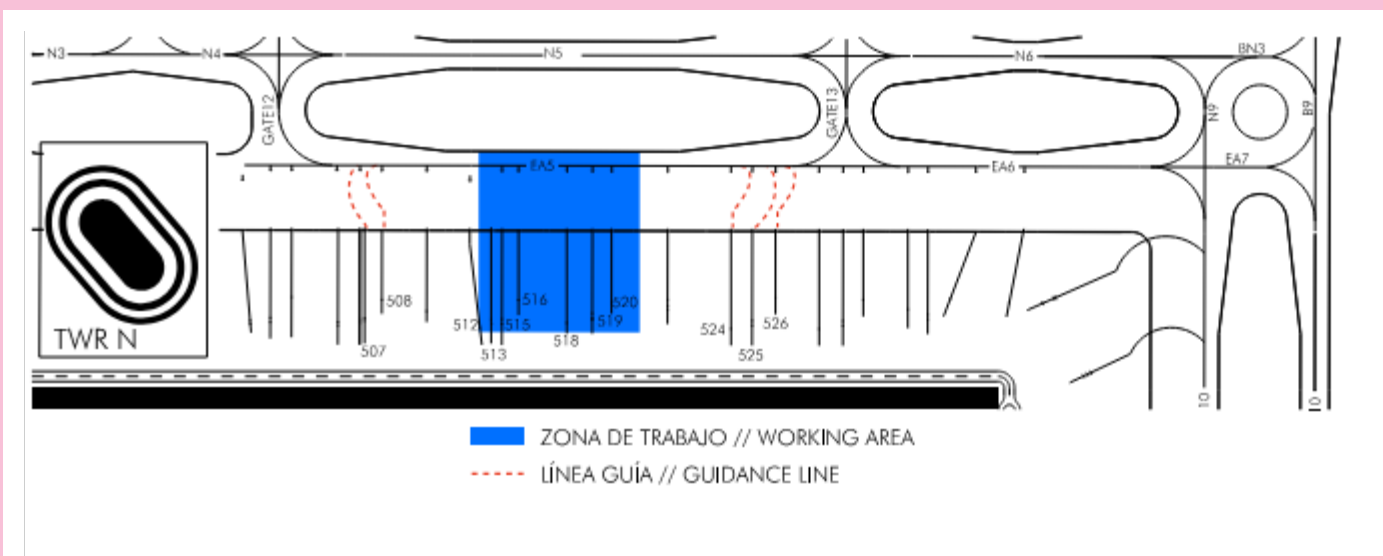 N3
N4
N5
N6
BN3
GATE12
GATE13
N9
B9
EA5
EA6
EA7
TWR N
508
516
520
512
515
519
524
526
518
507
513
525
10
10
ZONA DE TRABAJO // WORKING AREA
LÍNEA GUÍA // GUIDANCE LINE